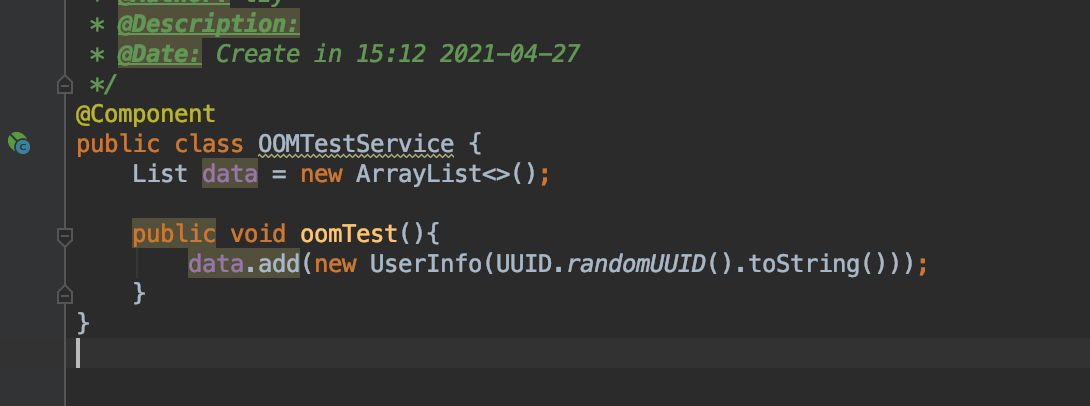 * @Description:
* @Date: Create in 15:12 2021-04-27
*/
@Component
public class OOMTestService {
List data = new ArrayList<>();
public void oomTest(){
data.add(new UserInfo(UUID.randomUUID().toString()));
}
}